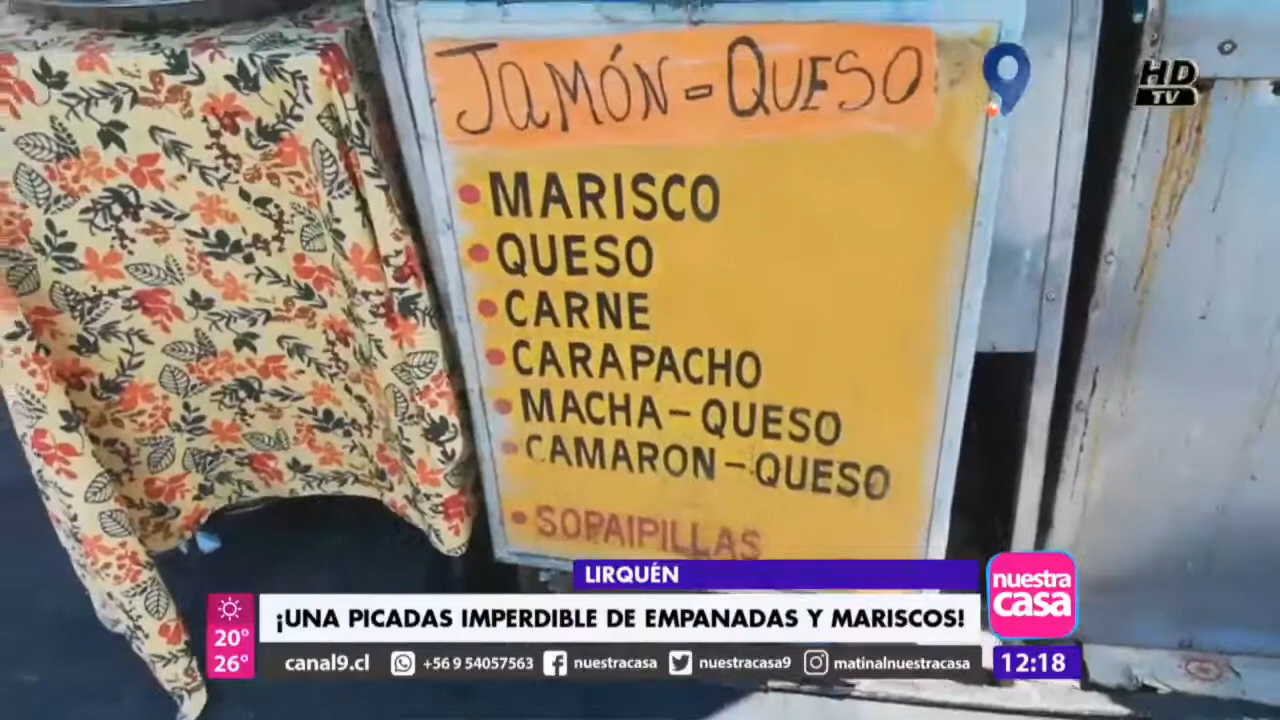 JAMÓN-QUESO
9
HD
TV
• MARISCO
• QUESO
• CARNE
• CARAPACHO
• MACHA-QUESO
• CAMARON-QUESO
• SOPAIPILLAS
LIRQUÉN
nuestra
casa
¡UNA PICADAS IMPERDIBLE DE EMPANADAS Y MARISCOS!
20°
26°
canal9.cl +56 9 54057563 nuestracasa nuestracasa9 matinalnuestracasa
12:18